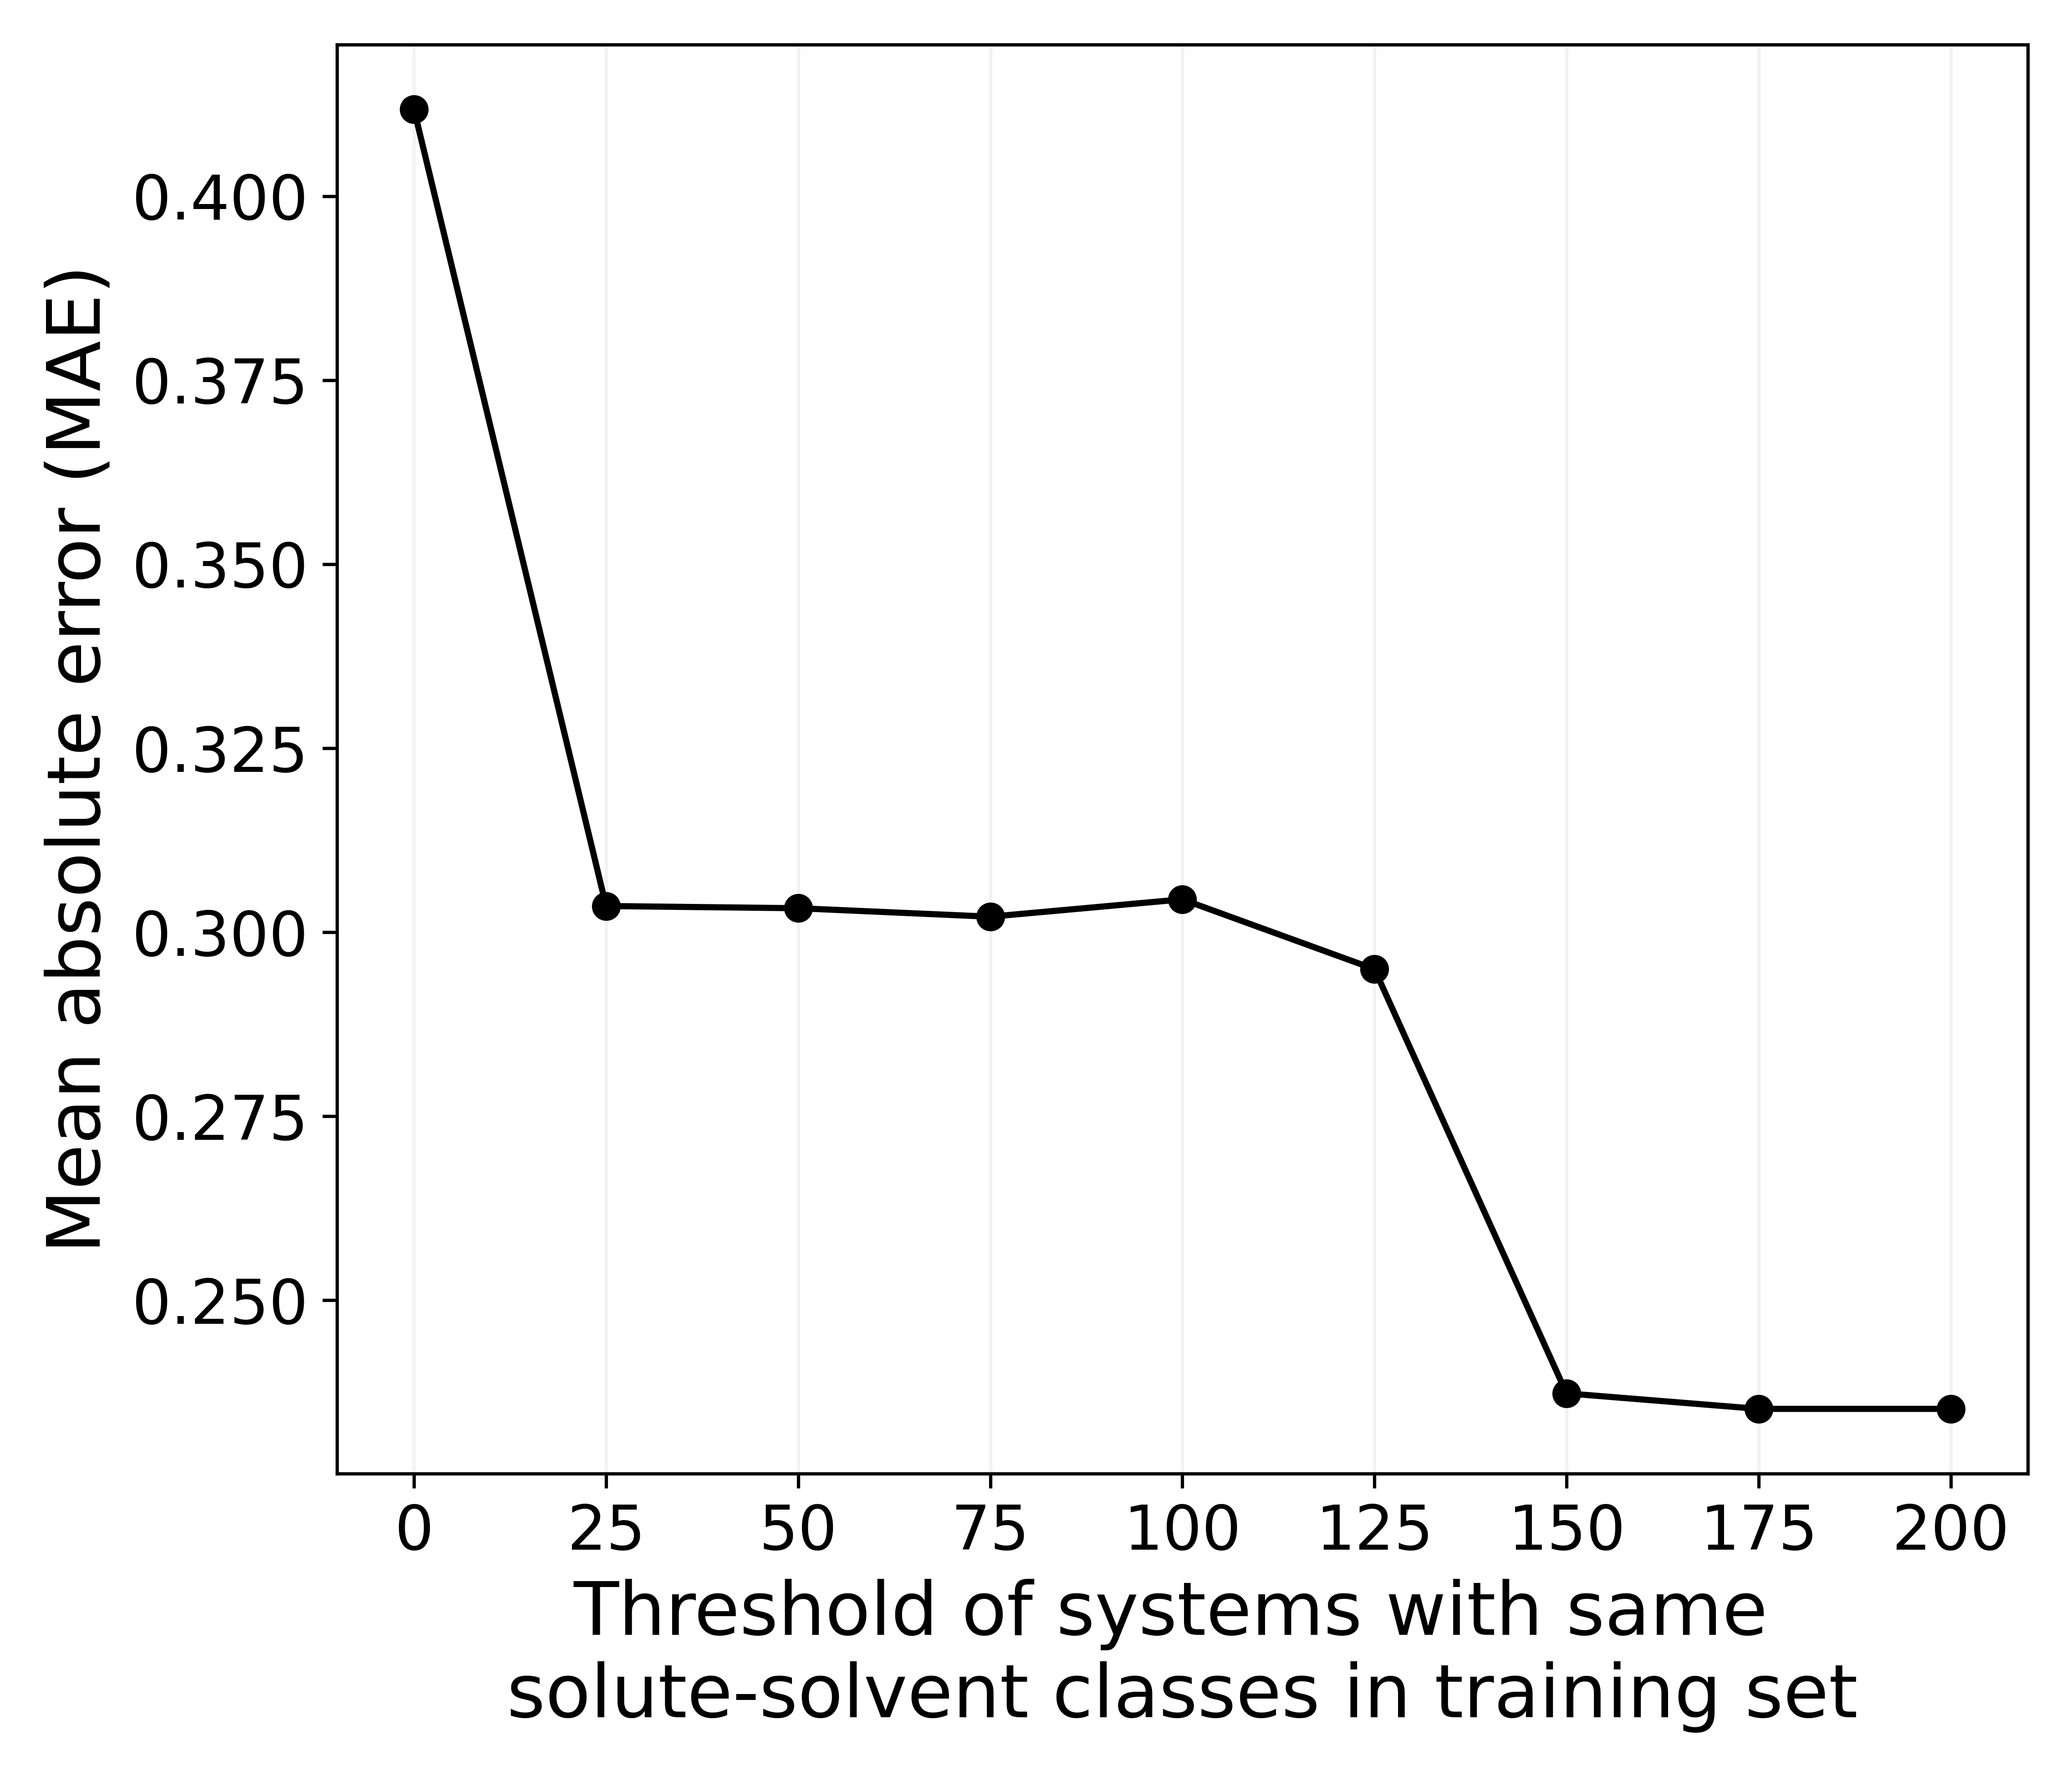 Mean absolute error (MAE)
0.400
0.375
0.350
0.325
0.300
0.275
0.250
0 25 50 75 100 125 150 175 200
Threshold of systems with same
solute-solvent classes in training set